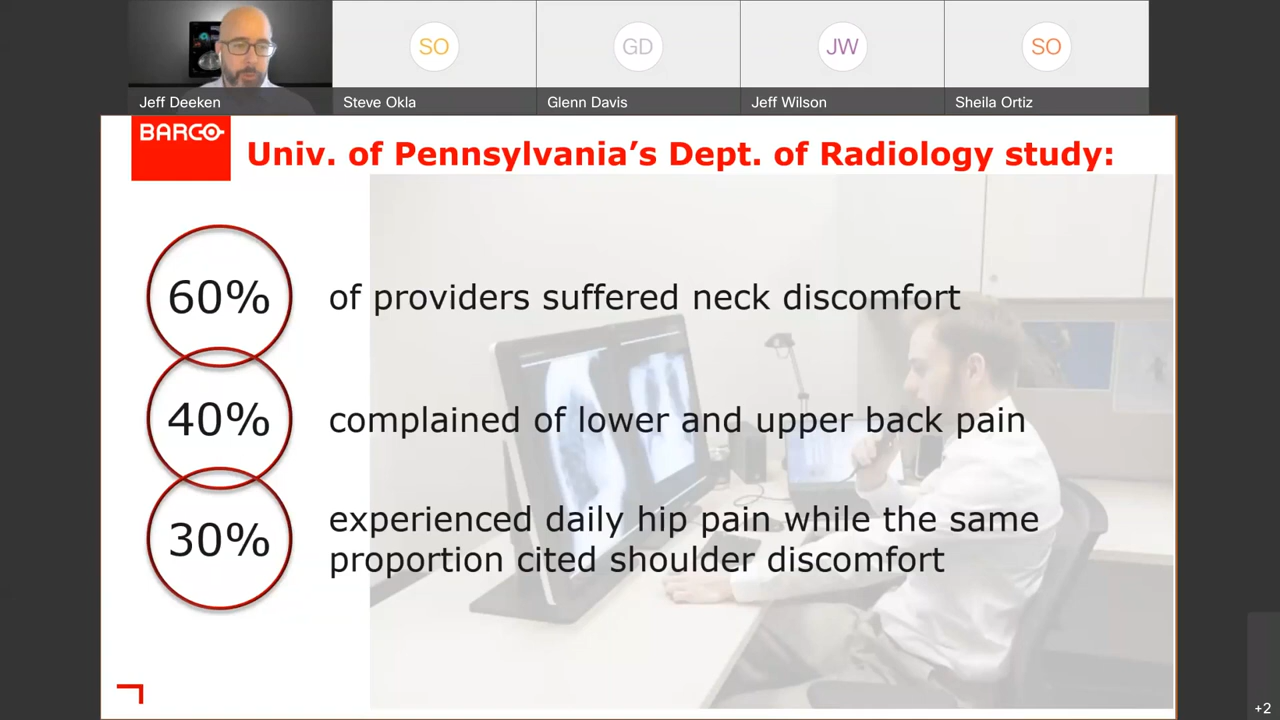 SO
GD
JW
SO
Jeff Deeken
Steve Okla
Glenn Davis
Jeff Wilson
Sheila Ortiz
BARCO
Univ. of Pennsylvania’s Dept. of Radiology study:
60%
of providers suffered neck discomfort
40%
complained of lower and upper back pain
30%
experienced daily hip pain while the same
proportion cited shoulder discomfort
+2